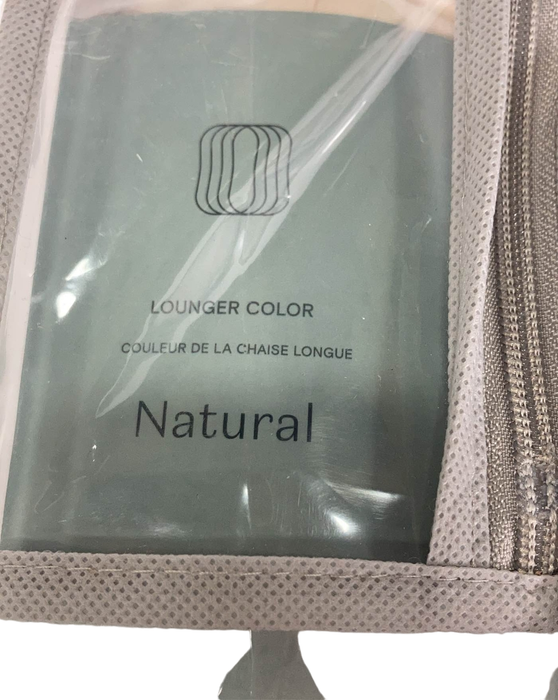 LOUNGER COLOR
COULEUR DE LA CHAISE LONGUE
Natural